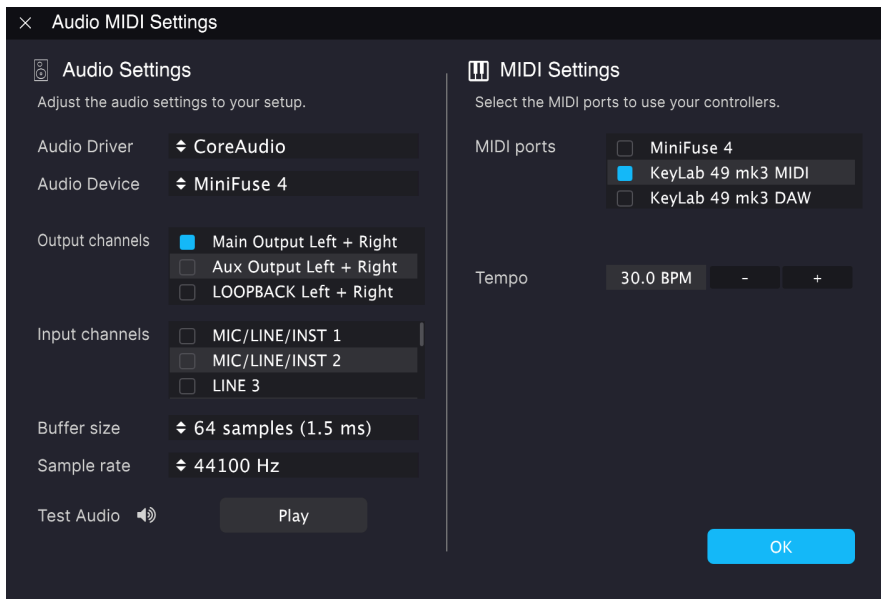 Audio MIDI Settings
Audio Settings
Adjust the audio settings to your setup.
Audio Driver
CoreAudio
Audio Device
MiniFuse 4
Output channels
Main Output Left + Right
Aux Output Left + Right
LOOPBACK Left + Right
Input channels
MIC/LINE/INST 1
MIC/LINE/INST 2
LINE 3
Buffer size
64 samples (1.5 ms)
Sample rate
44100 Hz
Test Audio
Play
MIDI Settings
Select the MIDI ports to use your controllers.
MIDI ports
MiniFuse 4
KeyLab 49 mk3 MIDI
KeyLab 49 mk3 DAW
Tempo
30.0 BPM
-
+
OK